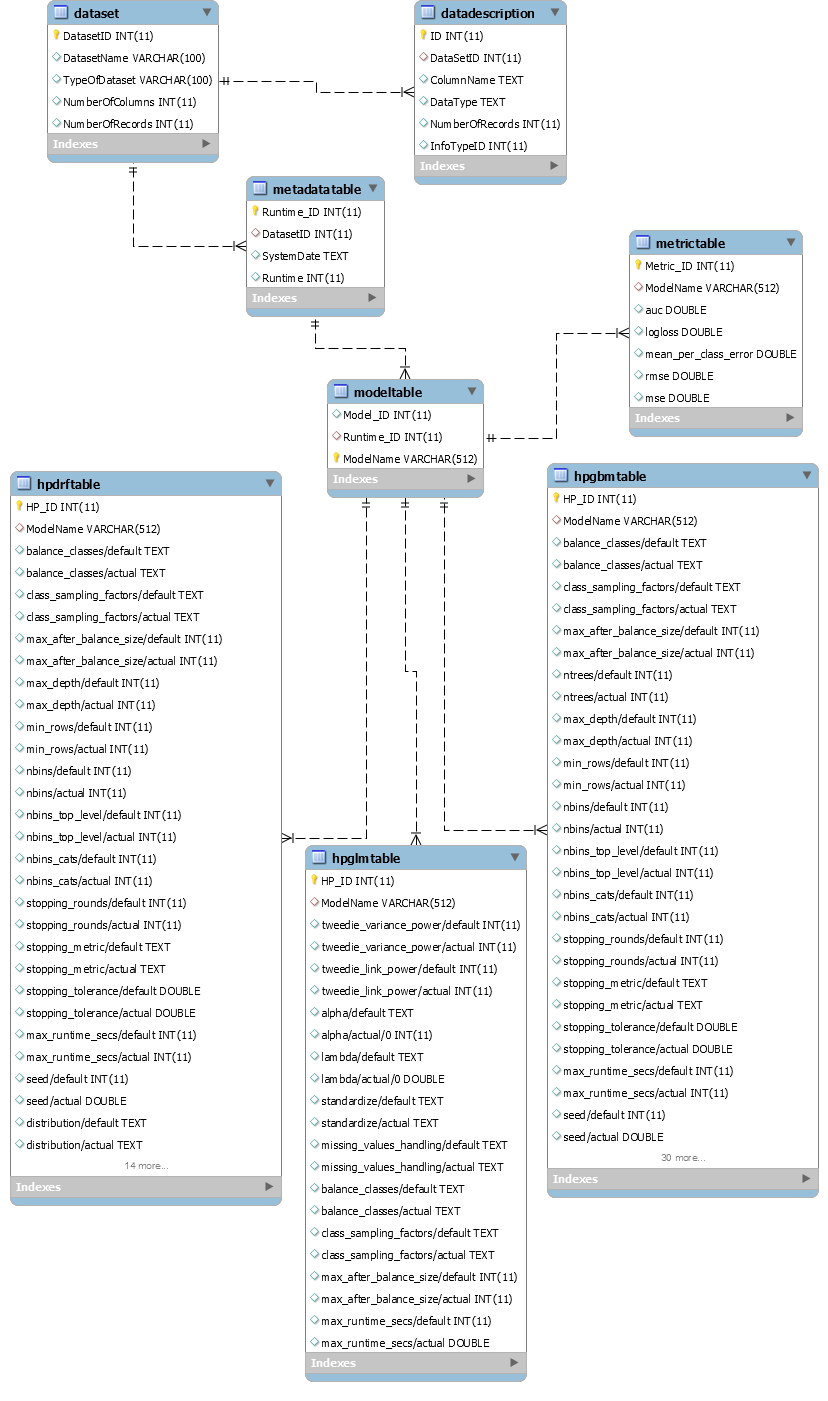 dataset
DatasetID INT(11)
DatasetName VARCHAR(100)
TypeOfDataset VARCHAR(100)
NumberOfColumns INT(11)
NumberOfRecords INT(11)
Indexes
datadescription
ID INT(11)
DataSetID INT(11)
ColumnName TEXT
DataType TEXT
NumberOfRecords INT(11)
InfoTypeID INT(11)
Indexes
metadatatable
Runtime_ID INT(11)
DatasetID INT(11)
SystemDate TEXT
Runtime INT(11)
Indexes
metrictable
Metric_ID INT(11)
ModelName VARCHAR(512)
auc DOUBLE
logloss DOUBLE
mean_per_class_error DOUBLE
rmse DOUBLE
mse DOUBLE
Indexes
modeltable
Model_ID INT(11)
Runtime_ID INT(11)
ModelName VARCHAR(512)
Indexes
hpdrftable
HP_ID INT(11)
ModelName VARCHAR(512)
balance_classes/default TEXT
balance_classes/actual TEXT
class_sampling_factors/default TEXT
class_sampling_factors/actual TEXT
max_after_balance_size/default INT(11)
max_after_balance_size/actual INT(11)
max_depth/default INT(11)
max_depth/actual INT(11)
min_rows/default INT(11)
min_rows/actual INT(11)
nbins/default INT(11)
nbins/actual INT(11)
nbins_top_level/default INT(11)
nbins_top_level/actual INT(11)
nbins_cats/default INT(11)
nbins_cats/actual INT(11)
stopping_rounds/default INT(11)
stopping_rounds/actual INT(11)
stopping_metric/default TEXT
stopping_metric/actual TEXT
stopping_tolerance/default DOUBLE
stopping_tolerance/actual DOUBLE
max_runtime_secs/default INT(11)
max_runtime_secs/actual INT(11)
seed/default INT(11)
seed/actual DOUBLE
distribution/default TEXT
distribution/actual TEXT
14 more...
Indexes
hpglmtable
HP_ID INT(11)
ModelName VARCHAR(512)
tweedie_variance_power/default INT(11)
tweedie_variance_power/actual INT(11)
tweedie_link_power/default INT(11)
tweedie_link_power/actual INT(11)
alpha/default TEXT
alpha/actual/0 INT(11)
lambda/default TEXT
lambda/actual/0 DOUBLE
standardize/default TEXT
standardize/actual TEXT
missing_values_handling/default TEXT
missing_values_handling/actual TEXT
balance_classes/default TEXT
balance_classes/actual TEXT
class_sampling_factors/default TEXT
class_sampling_factors/actual TEXT
max_after_balance_size/default INT(11)
max_after_balance_size/actual INT(11)
max_runtime_secs/default INT(11)
max_runtime_secs/actual DOUBLE
Indexes
hpgbmtable
HP_ID INT(11)
ModelName VARCHAR(512)
balance_classes/default TEXT
balance_classes/actual TEXT
class_sampling_factors/default TEXT
class_sampling_factors/actual TEXT
max_after_balance_size/default INT(11)
max_after_balance_size/actual INT(11)
ntrees/default INT(11)
ntrees/actual INT(11)
max_depth/default INT(11)
max_depth/actual INT(11)
min_rows/default INT(11)
min_rows/actual INT(11)
nbins/default INT(11)
nbins/actual INT(11)
nbins_top_level/default INT(11)
nbins_top_level/actual INT(11)
nbins_cats/default INT(11)
nbins_cats/actual INT(11)
stopping_rounds/default INT(11)
stopping_rounds/actual INT(11)
stopping_metric/default TEXT
stopping_metric/actual TEXT
stopping_tolerance/default DOUBLE
stopping_tolerance/actual DOUBLE
max_runtime_secs/default INT(11)
max_runtime_secs/actual INT(11)
seed/default INT(11)
seed/actual DOUBLE
30 more...
Indexes